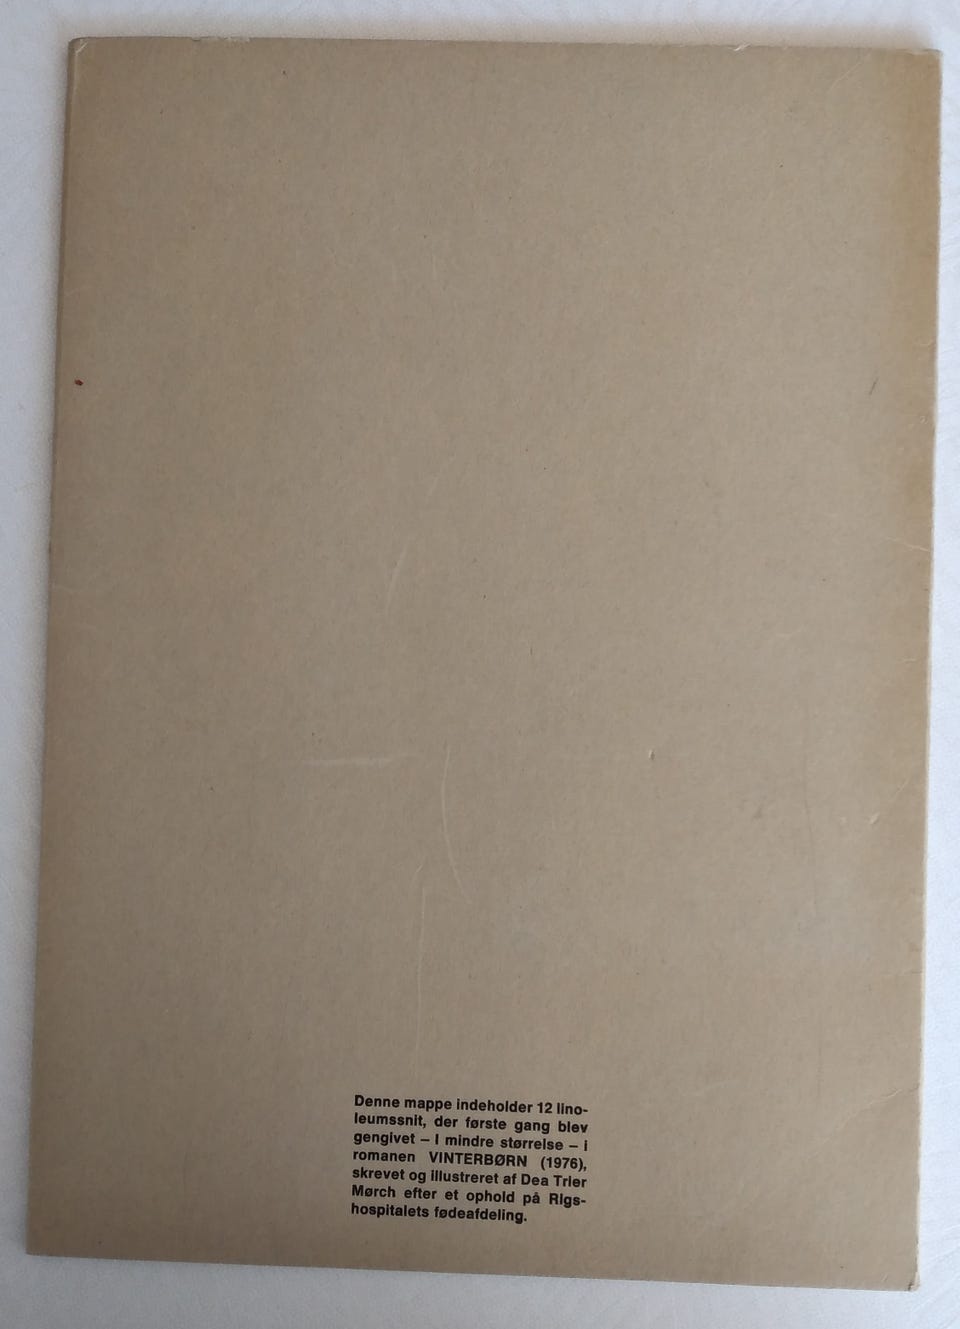 Denne mappe indeholder 12 lino-
leumssnit, der første gang blev
gengivet – i mindre størrelse – i
romanen VINTERBØRN (1976),
skrevet og illustreret af Dea Trier
Mørch efter et ophold på Rigs-
hospitalets fødeafdeling.